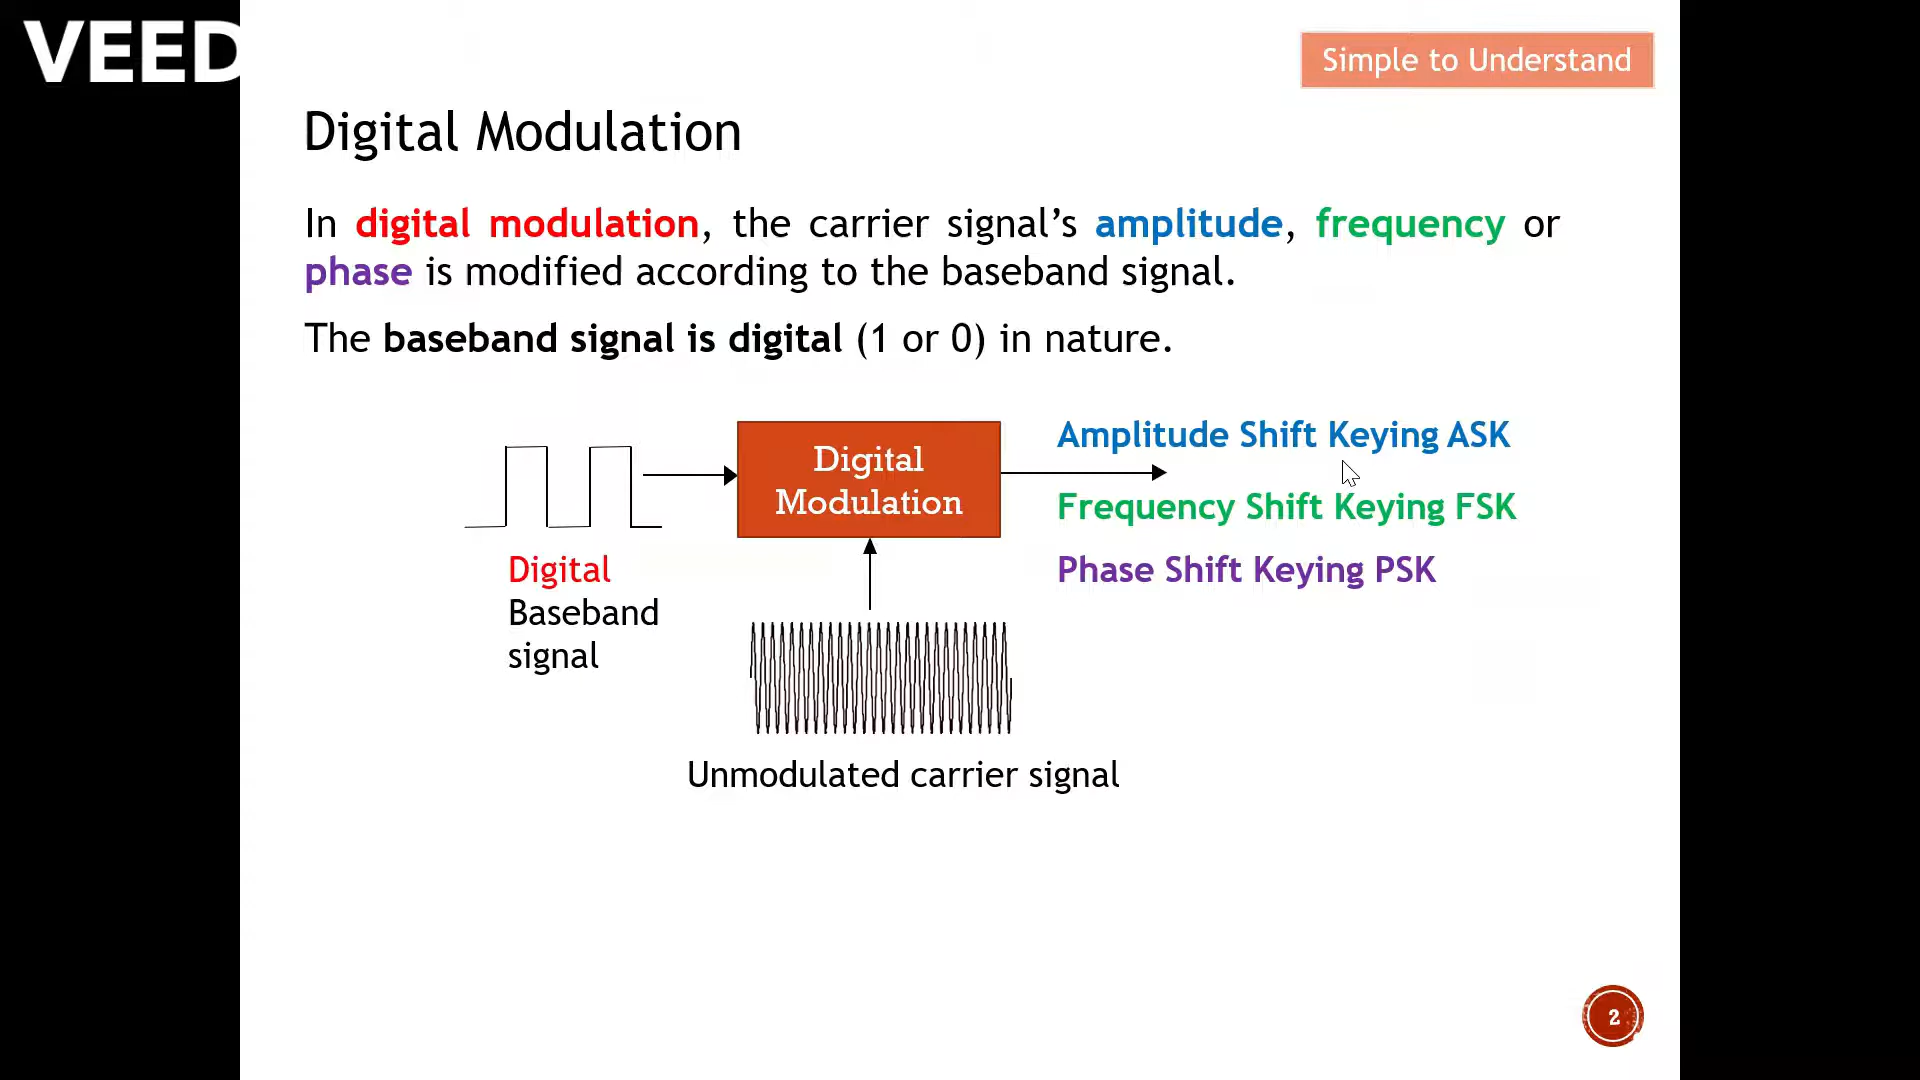 VEED
Simple to Understand
Digital Modulation
In digital modulation, the carrier signal’s amplitude, frequency or
phase is modified according to the baseband signal.
The baseband signal is digital (1 or 0) in nature.
Digital
Modulation
Amplitude Shift Keying ASK
Frequency Shift Keying FSK
Phase Shift Keying PSK
Digital
Baseband
signal
Unmodulated carrier signal
2